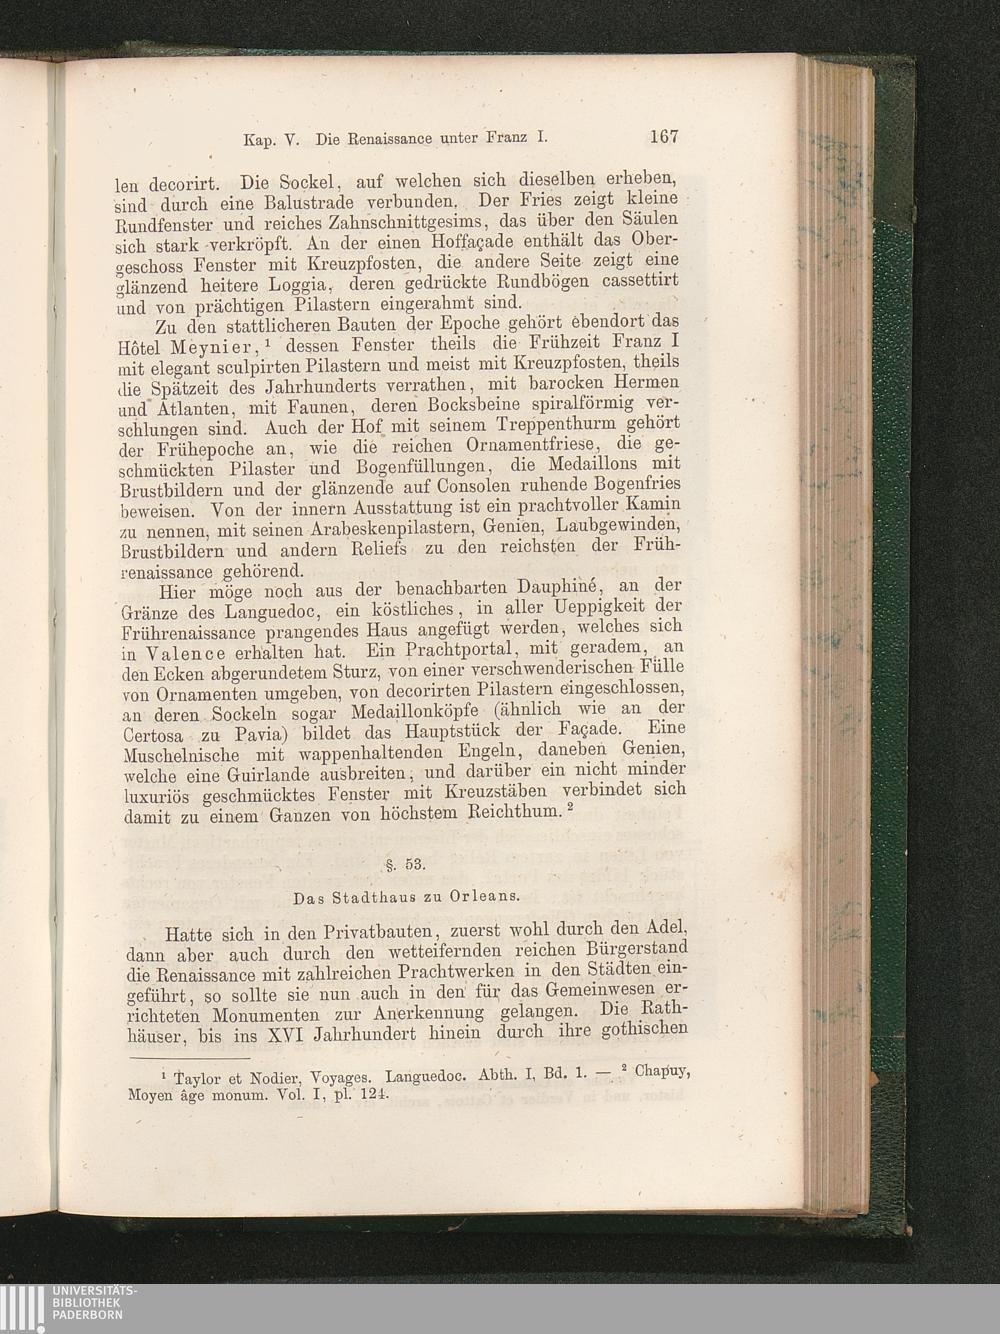 Kap. V. Die Renaissance unter Franz I. 167
len decorirt. Die Sockel, auf welchen sich dieselben erheben,
sind durch eine Balustrade verbunden. Der Fries zeigt kleine
Rundfenster und reiches Zahnschnittgesims, das über den Säulen
sich stark verkröpft. An der einen Hoffaçade enthält das Ober-
geschoss Fenster mit Kreuzpfosten, die andere Seite zeigt eine
glänzend heitere Loggia, deren gedrückte Rundbögen cassettirt
und von prächtigen Pilastern eingerahmt sind.
Zu den stattlicheren Bauten der Epoche gehört ebendort das
Hôtel Meynier, ¹ dessen Fenster theils die Frühzeit Franz I
mit elegant sculpirten Pilastern und meist mit Kreuzpfosten, theils
die Spätzeit des Jahrhunderts verrathen, mit barocken Hermen
und Atlanten, mit Faunen, deren Bocksbeine spiralförmig ver-
schlungen sind. Auch der Hof mit seinem Treppenthurm gehört
der Frühepoche an, wie die reichen Ornamentfriese, die ge-
schmückten Pilaster und Bogenfüllungen, die Medaillons mit
Brustbildern und der glänzende auf Consolen ruhende Bogenfries
beweisen. Von der innern Ausstattung ist ein prachtvoller Kamin
zu nennen, mit seinen Arabeskenpilastern, Genien, Laubgewinden,
Brustbildern und andern Reliefs zu den reichsten der Früh-
renaissance gehörend.
Hier möge noch aus der benachbarten Dauphiné, an der
Gränze des Languedoc, ein köstliches, in aller Ueppigkeit der
Frührenaissance prangendes Haus angefügt werden, welches sich
in Valence erhalten hat. Ein Prachtportal, mit geradem, an
den Ecken abgerundetem Sturz, von einer verschwenderischen Fülle
von Ornamenten umgeben, von decorirten Pilastern eingeschlossen,
an deren Sockeln sogar Medaillonköpfe (ähnlich wie an der
Certosa zu Pavia) bildet das Hauptstück der Façade. Eine
Muschelnische mit wappenhaltenden Engeln, daneben Genien,
welche eine Guirlande ausbreiten, und darüber ein nicht minder
luxuriös geschmücktes Fenster mit Kreuzstäben verbindet sich
damit zu einem Ganzen von höchstem Reichthum. ²
§. 53.
Das Stadthaus zu Orleans.
Hatte sich in den Privatbauten, zuerst wohl durch den Adel,
dann aber auch durch den wetteifernden reichen Bürgerstand
die Renaissance mit zahlreichen Prachtwerken in den Städten ein-
geführt, so sollte sie nun auch in den für das Gemeinwesen er-
richteten Monumenten zur Anerkennung gelangen. Die Rath-
häuser, bis ins XVI Jahrhundert hinein durch ihre gothischen
¹ Taylor et Nodier, Voyages. Languedoc. Abth. I, Bd. 1. — ² Chapuy,
Moyen âge monum. Vol. I, pl. 124.
UNIVERSITÄTS-
BIBLIOTHEK
PADERBORN